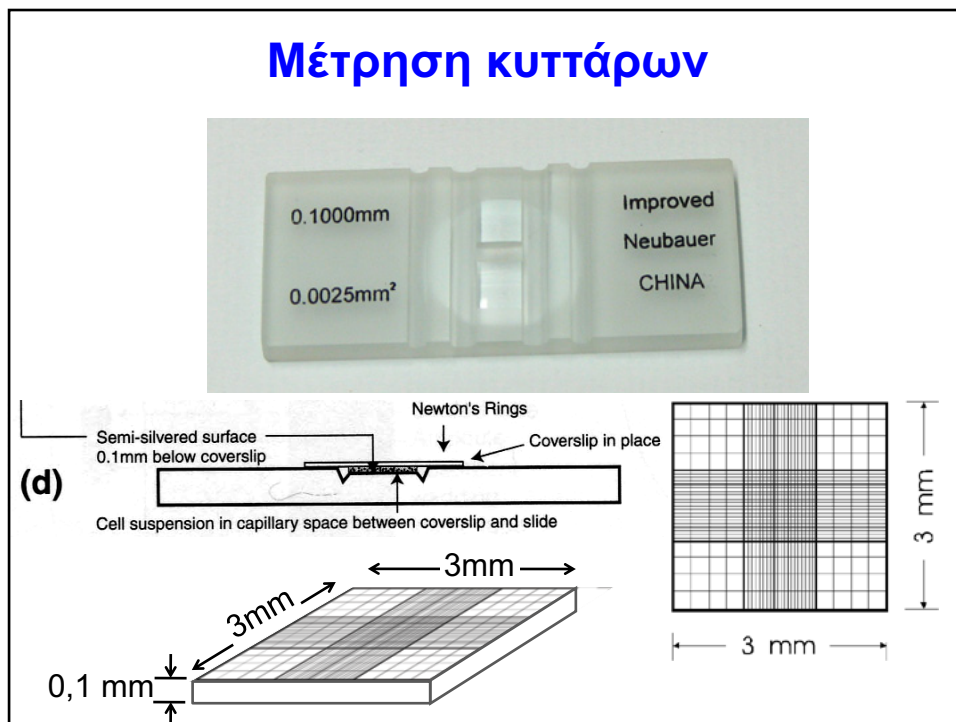 Μέτρηση κυττάρων
0.1000mm
0.0025mm²
Improved
Neubauer
CHINA
Newton's Rings
Semi-silvered surface
0.1mm below coverslip
Coverslip in place
(d)
Cell suspension in capillary space between coverslip and slide
3 mm
3 mm
3mm
3mm
0,1 mm